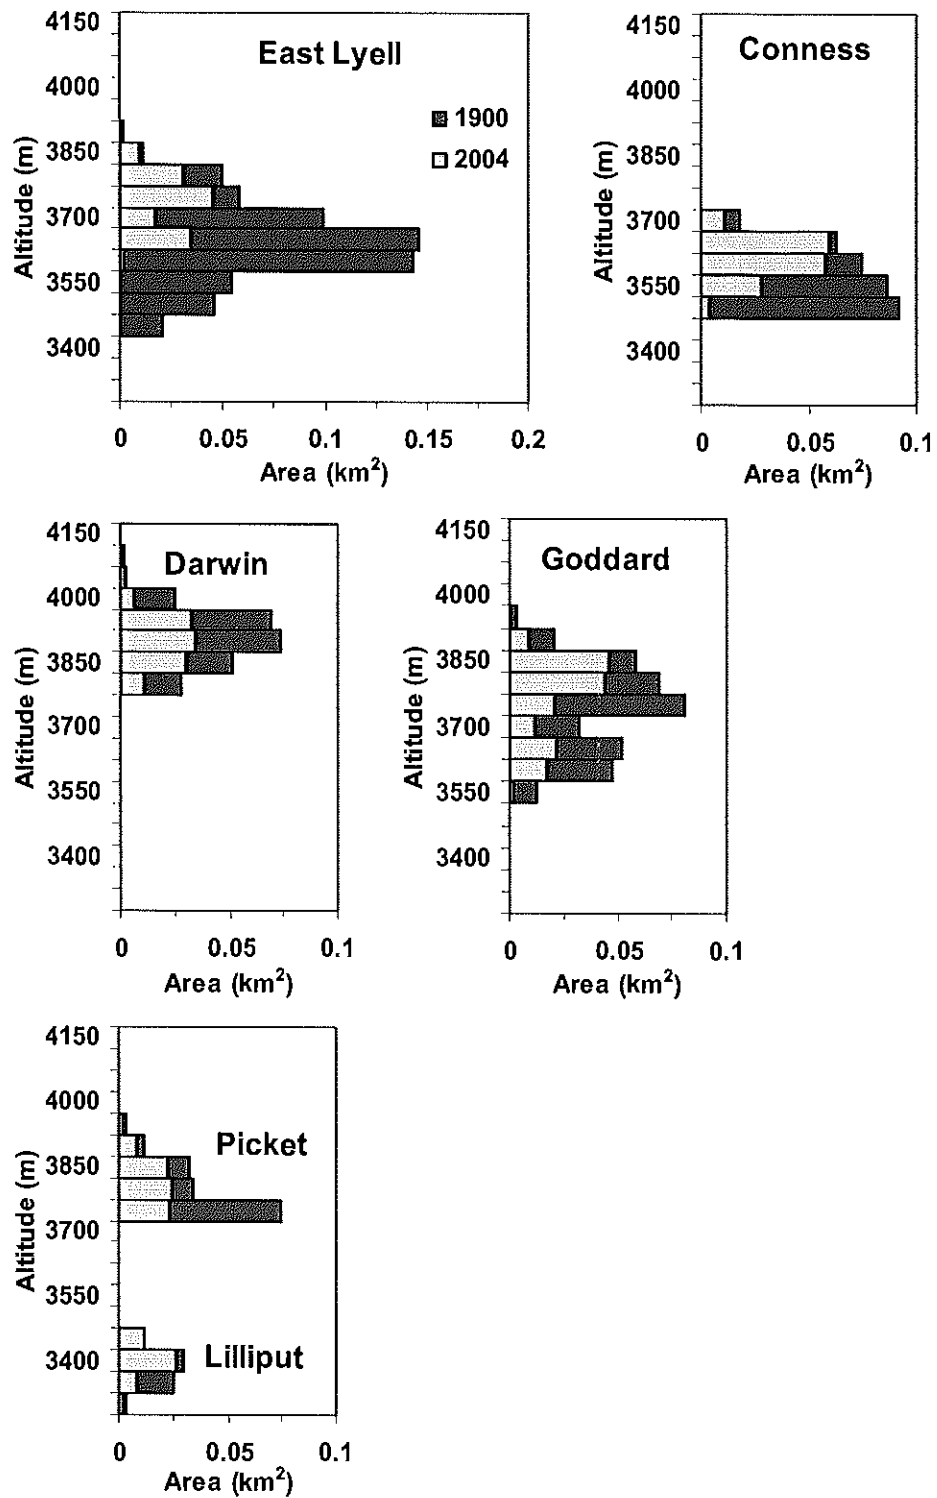 East Lyell
1900
2004
4150
4000
3850
3700
3550
3400
Altitude (m)
0 0.05 0.1 0.15 0.2
Area (km²)
Conness
4150
4000
3850
3700
3550
3400
Altitude (m)
0 0.05 0.1
Area (km²)
Darwin
4150
4000
3850
3700
3550
3400
Altitude (m)
0 0.05 0.1
Area (km²)
Goddard
4150
4000
3850
3700
3550
3400
Altitude (m)
0 0.05 0.1
Area (km²)
Picket
Lilliput
4150
4000
3850
3700
3550
3400
Altitude (m)
0 0.05 0.1
Area (km²)